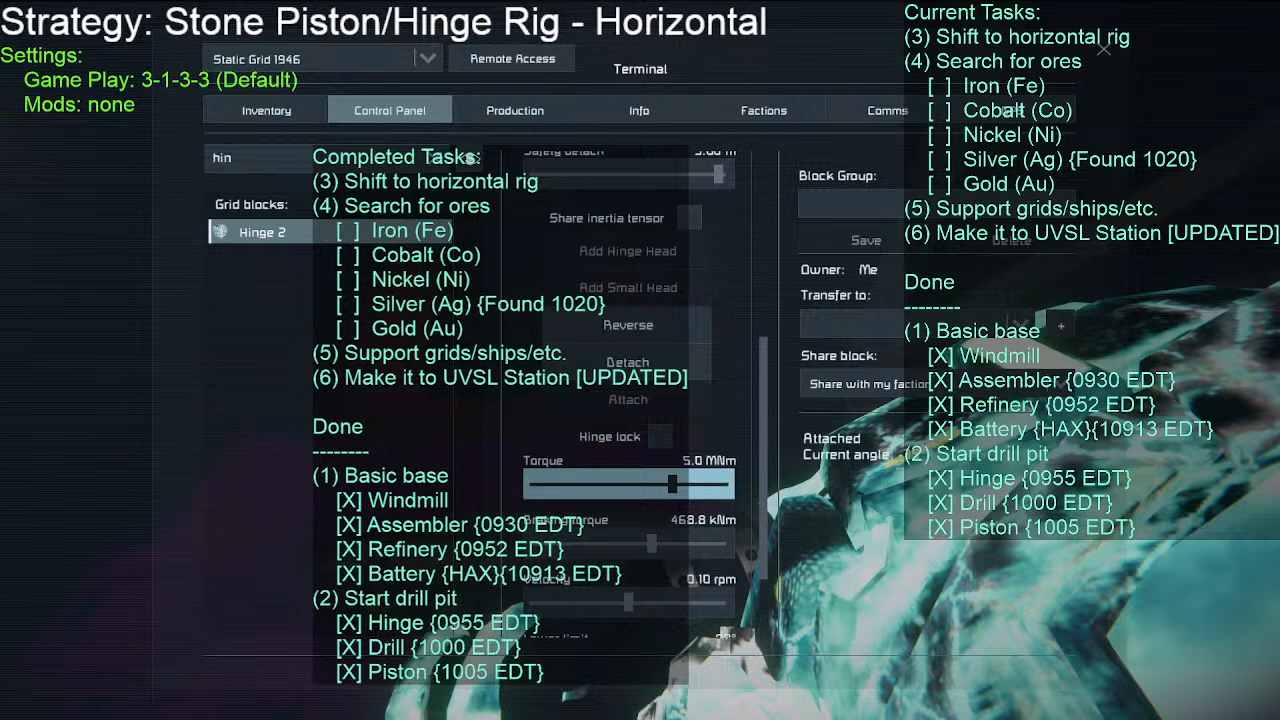 Strategy: Stone Piston/Hinge Rig - Horizontal
Settings:
Game Play: 3-1-3-3 (Default)
Mods: none
Static Grid 1946
Remote Access
Terminal
Inventory
Control Panel
Production
Info
Factions
Comms
hin
Grid blocks:
Hinge 2
Completed Tasks:
(3) Shift to horizontal rig
(4) Search for ores
[ ] Iron (Fe)
[ ] Cobalt (Co)
[ ] Nickel (Ni)
[ ] Silver (Ag) {Found 1020}
[ ] Gold (Au)
(5) Support grids/ships/etc.
(6) Make it to UVSL Station [UPDATED]
Done
--------
(1) Basic base
[X] Windmill
[X] Assembler {0930 EDT}
[X] Refinery {0952 EDT}
[X] Battery {HAX}{10913 EDT}
(2) Start drill pit
[X] Hinge {0955 EDT}
[X] Drill {1000 EDT}
[X] Piston {1005 EDT}
Safety detach
Share inertia tensor
Add Hinge Head
Add Small Head
Reverse
Detach
Attach
Hinge lock
Torque 5.0 MNm
Braking torque 468.8 kNm
Velocity 0.10 rpm
Block Group:
Save
Delete
Owner: Me
Transfer to:
+
Share block:
Share with my faction
Attached
Current angle:
Current Tasks:
(3) Shift to horizontal rig
(4) Search for ores
[ ] Iron (Fe)
[ ] Cobalt (Co)
[ ] Nickel (Ni)
[ ] Silver (Ag) {Found 1020}
[ ] Gold (Au)
(5) Support grids/ships/etc.
(6) Make it to UVSL Station [UPDATED]
Done
--------
(1) Basic base
[X] Windmill
[X] Assembler {0930 EDT}
[X] Refinery {0952 EDT}
[X] Battery {HAX}{10913 EDT}
(2) Start drill pit
[X] Hinge {0955 EDT}
[X] Drill {1000 EDT}
[X] Piston {1005 EDT}